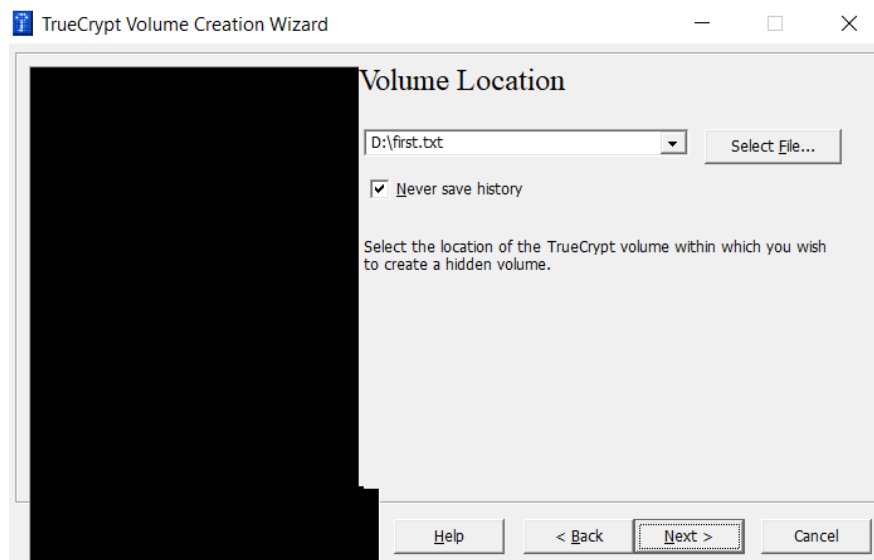 TrueCrypt Volume Creation Wizard
Volume Location
D:\first.txt
Select File...
Never save history
Select the location of the TrueCrypt volume within which you wish
to create a hidden volume.
Help
< Back
Next >
Cancel